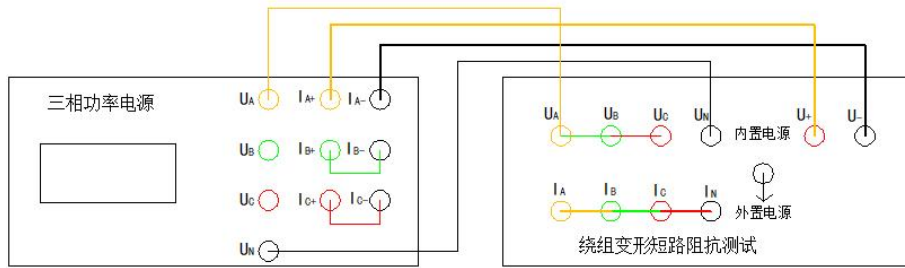 三相功率电源
UA IA+ IA-
UB IB+ IB-
UC IC+ IC-
UN
UA UB UC UN 内置电源 U+ U-
IA IB IC IN 外置电源
绕组变形短路阻抗测试